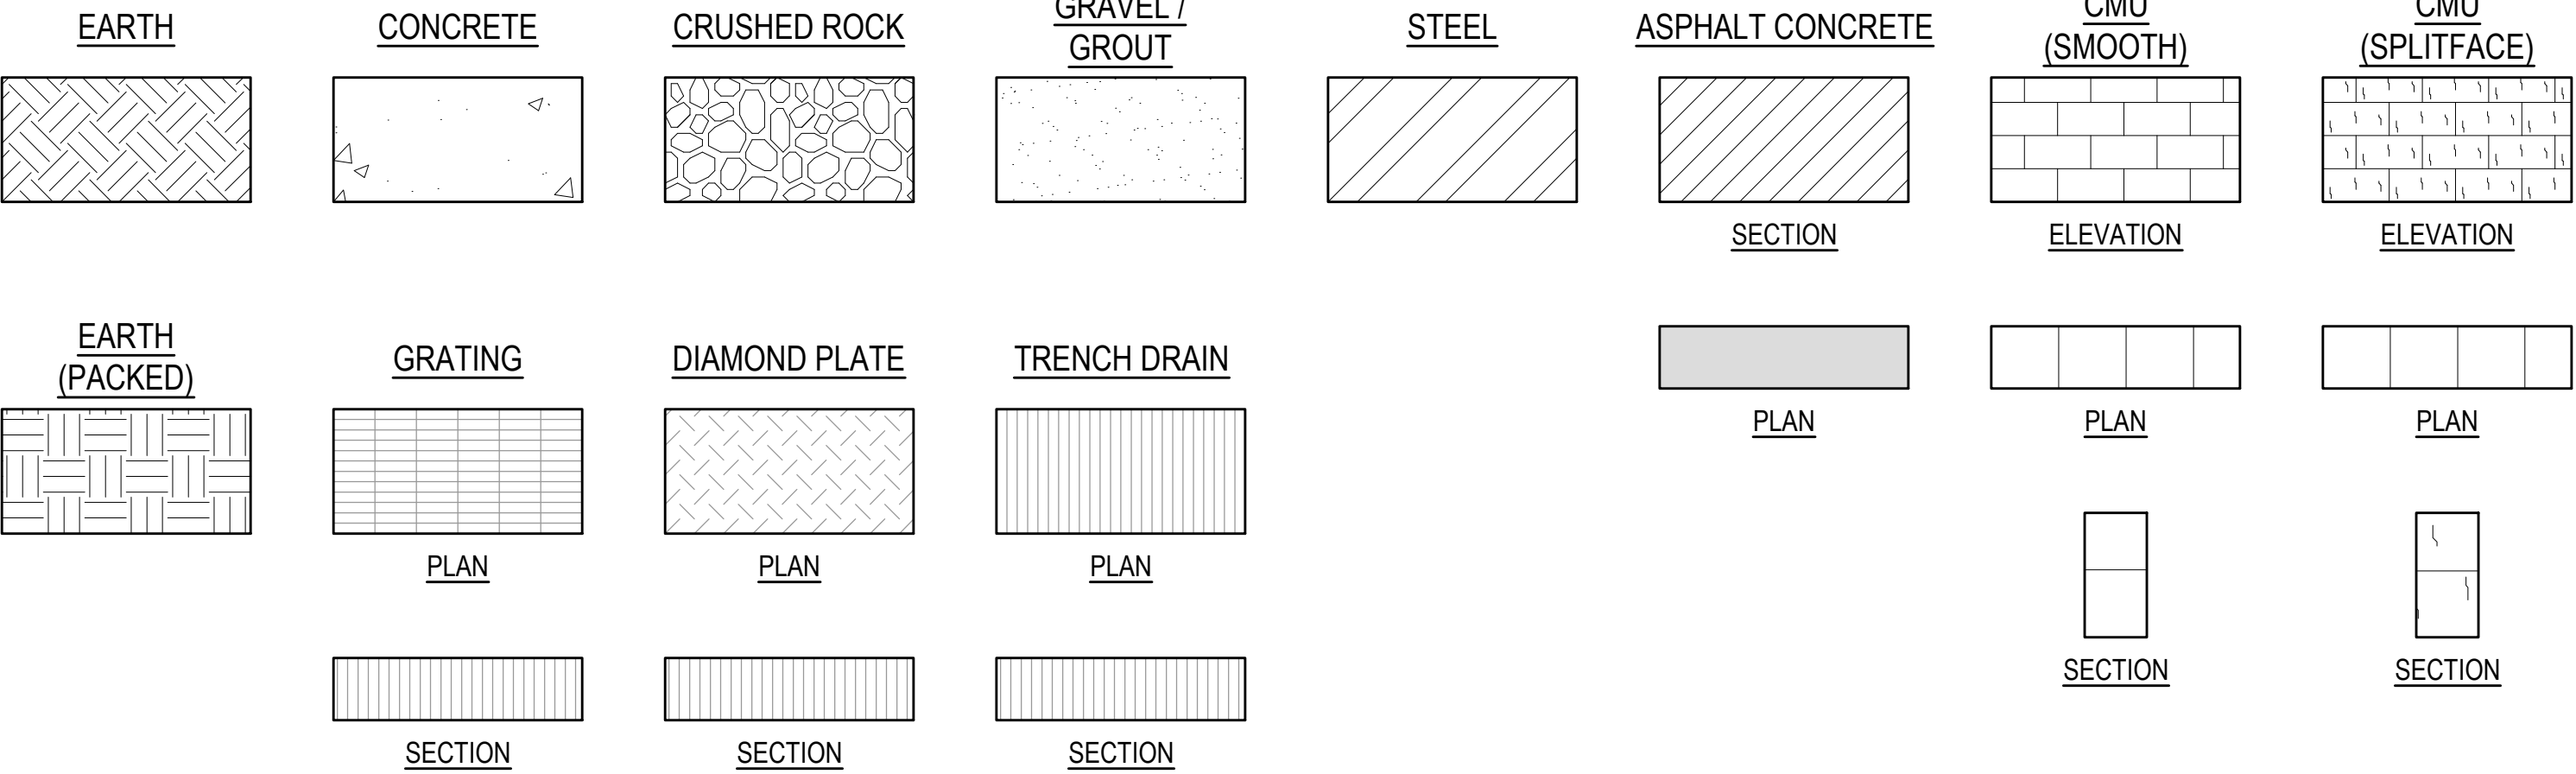 EARTH
CONCRETE
CRUSHED ROCK
GRAVEL /
GROUT
STEEL
ASPHALT CONCRETE
CMU
(SMOOTH)
CMU
(SPLITFACE)
SECTION
ELEVATION
ELEVATION
EARTH
(PACKED)
GRATING
DIAMOND PLATE
TRENCH DRAIN
PLAN
PLAN
PLAN
PLAN
PLAN
PLAN
SECTION
SECTION
SECTION
SECTION
SECTION